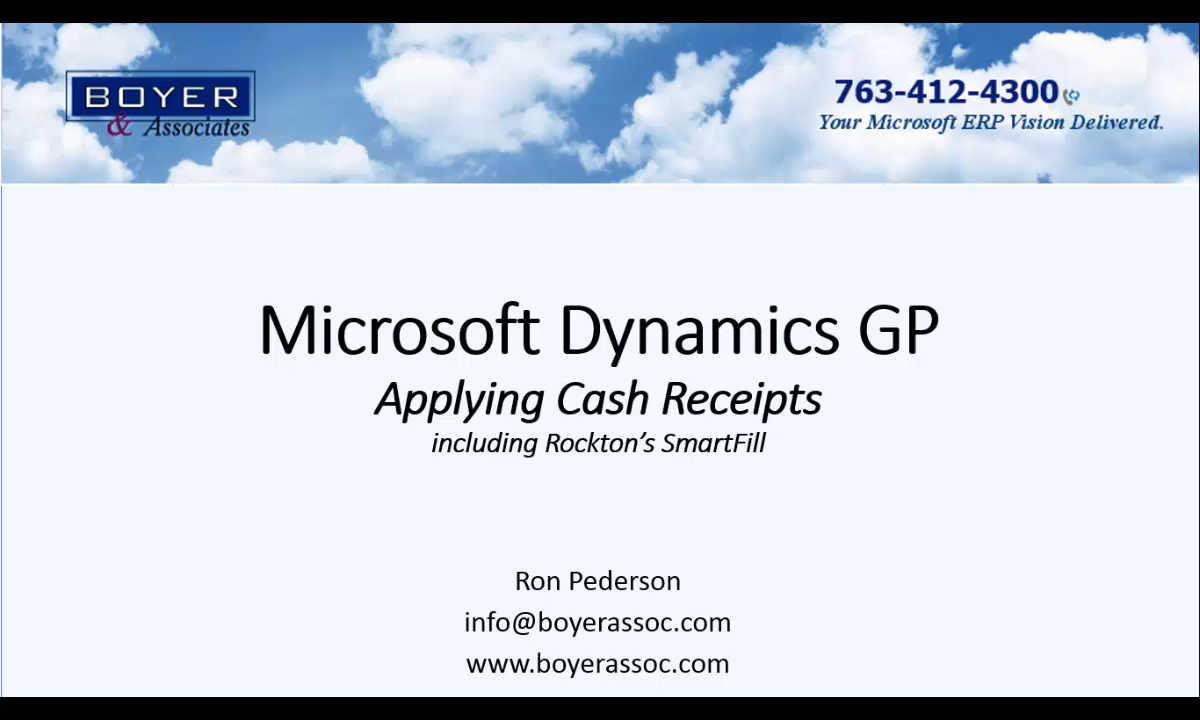 BOYER
& Associates
763-412-4300
Your Microsoft ERP Vision Delivered.
Microsoft Dynamics GP
Applying Cash Receipts
including Rockton’s SmartFill
Ron Pederson
info@boyerassoc.com
www.boyerassoc.com